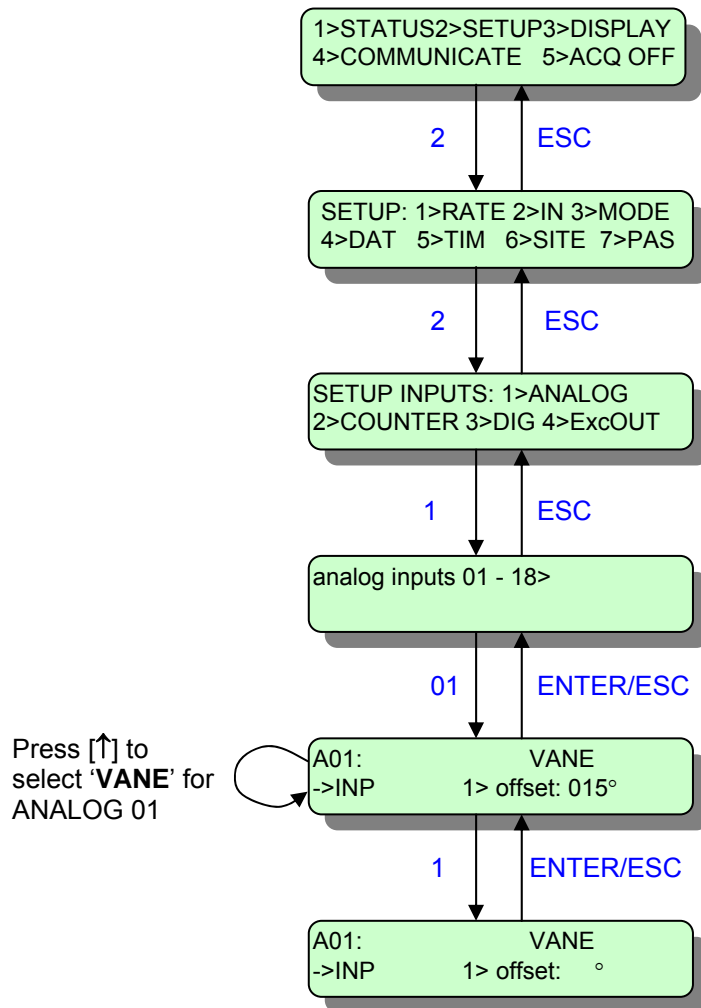 1>STATUS2>SETUP3>DISPLAY
4>COMMUNICATE 5>ACQ OFF
2 ESC
SETUP: 1>RATE 2>IN 3>MODE
4>DAT 5>TIM 6>SITE 7>PAS
2 ESC
SETUP INPUTS: 1>ANALOG
2>COUNTER 3>DIG 4>ExcOUT
1 ESC
analog inputs 01 - 18>
01 ENTER/ESC
Press [↑] to
select ‘VANE’ for
ANALOG 01
A01: VANE
->INP 1> offset: 015°
1 ENTER/ESC
A01: VANE
->INP 1> offset: °